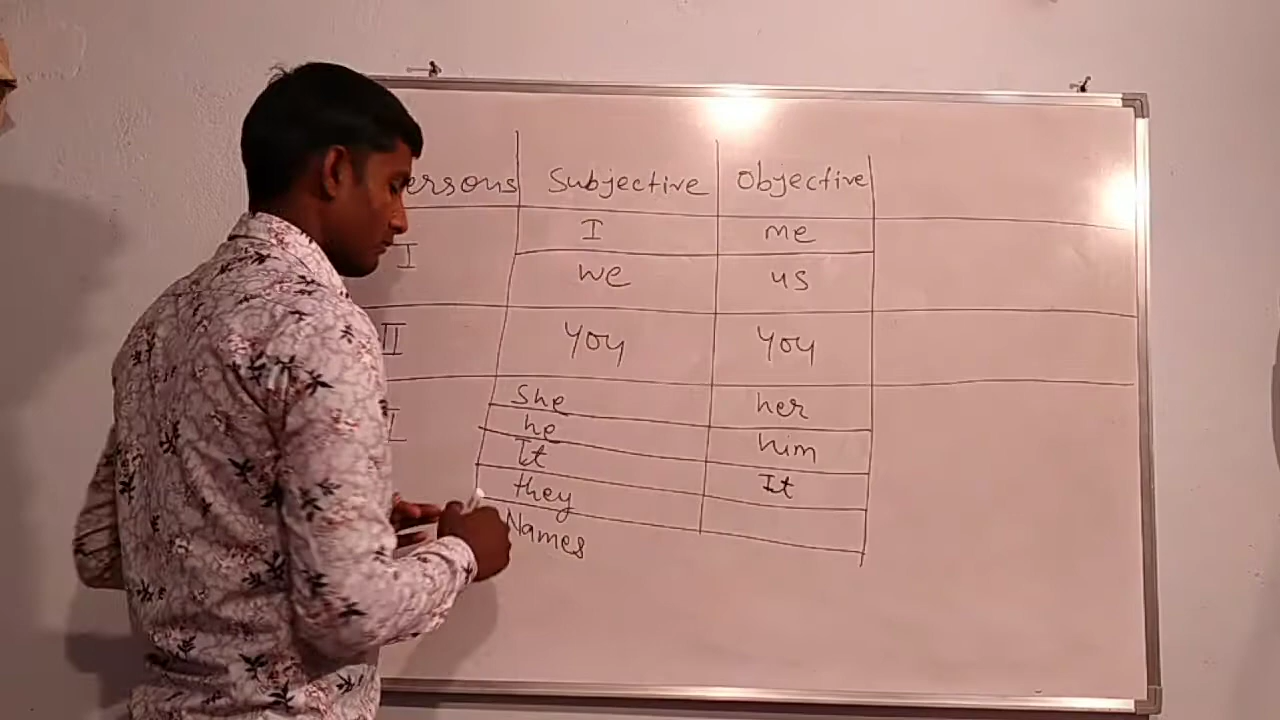 ersons Subjective Objective
I me
I
we us
II you you
She her
he him
It It
they
Names